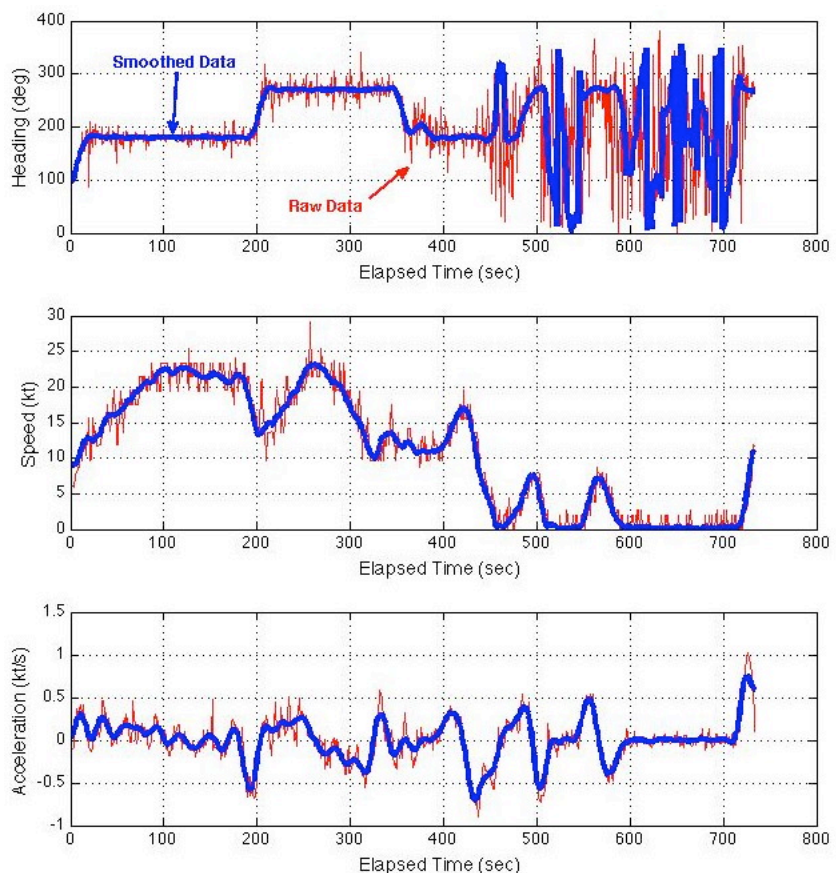 400
300
200
100
0
Heading (deg)
Smoothed Data
Raw Data
0 100 200 300 400 500 600 700 800
Elapsed Time (sec)
30
25
20
15
10
5
0
Speed (kt)
0 100 200 300 400 500 600 700 800
Elapsed Time (sec)
1.5
1
0.5
0
-0.5
-1
Acceleration (kt/s)
0 100 200 300 400 500 600 700 800
Elapsed Time (sec)